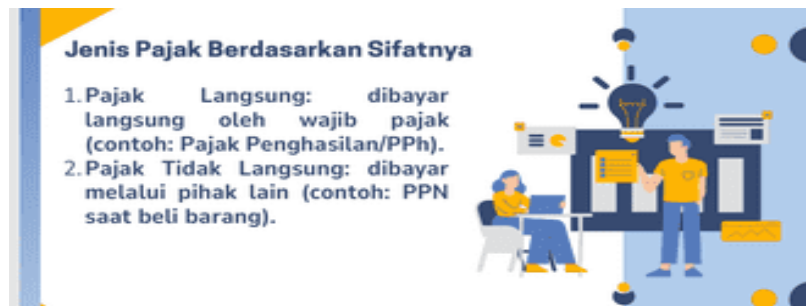 Jenis Pajak Berdasarkan Sifatnya
1. Pajak Langsung: dibayar
langsung oleh wajib pajak
(contoh: Pajak Penghasilan/PPh).
2. Pajak Tidak Langsung: dibayar
melalui pihak lain (contoh: PPN
saat beli barang).